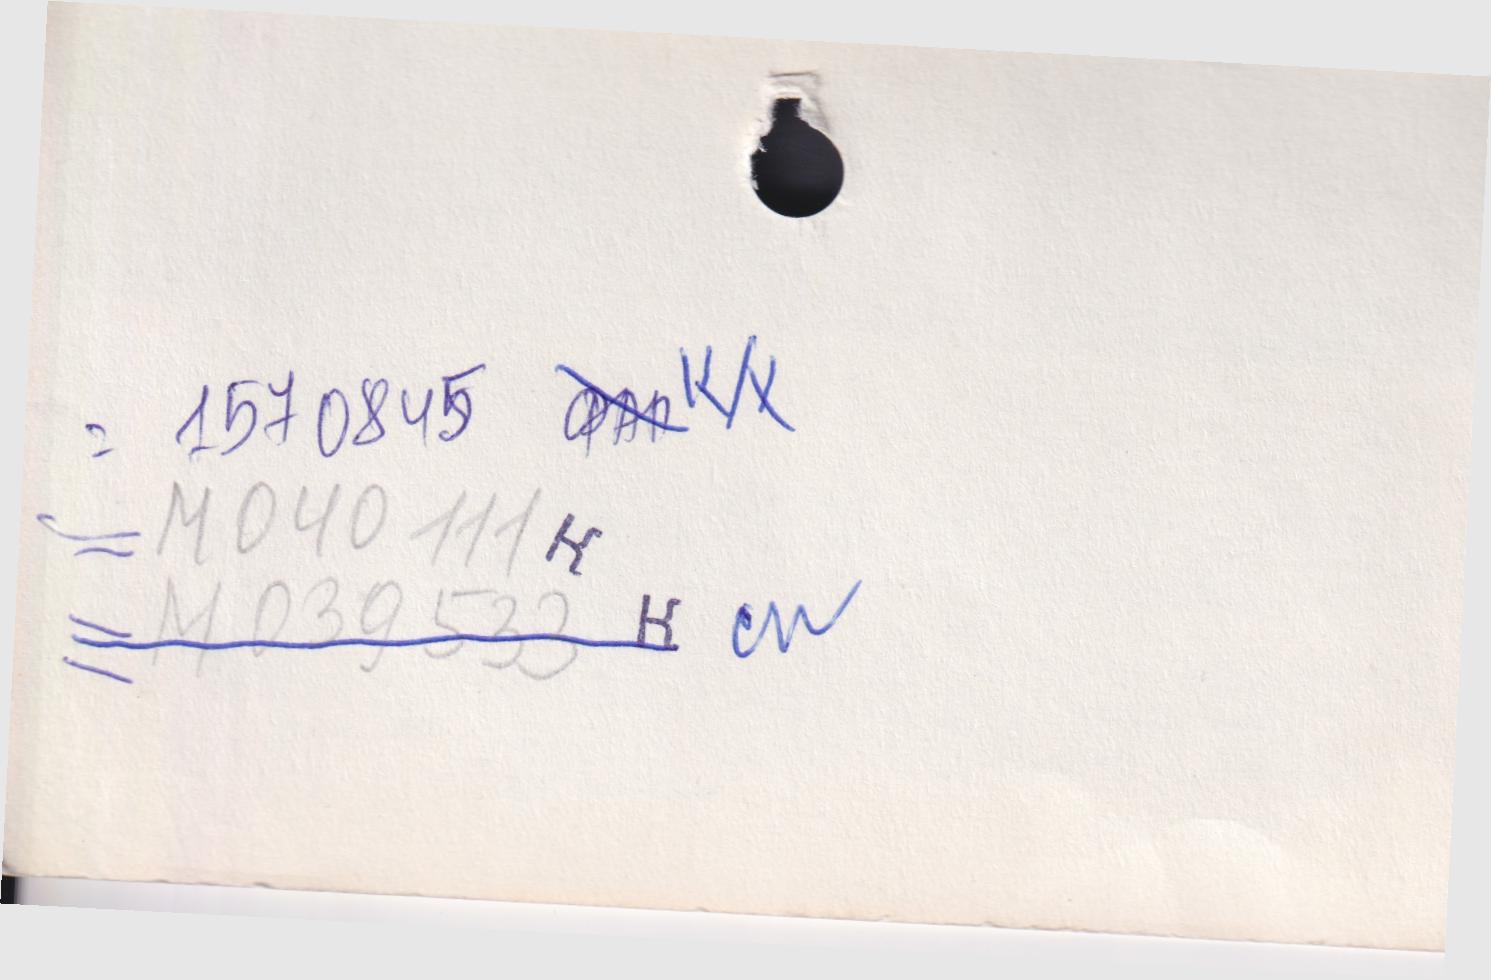 = 1570845 ФАП К/Х
= М040111 К
= М039533 К сп